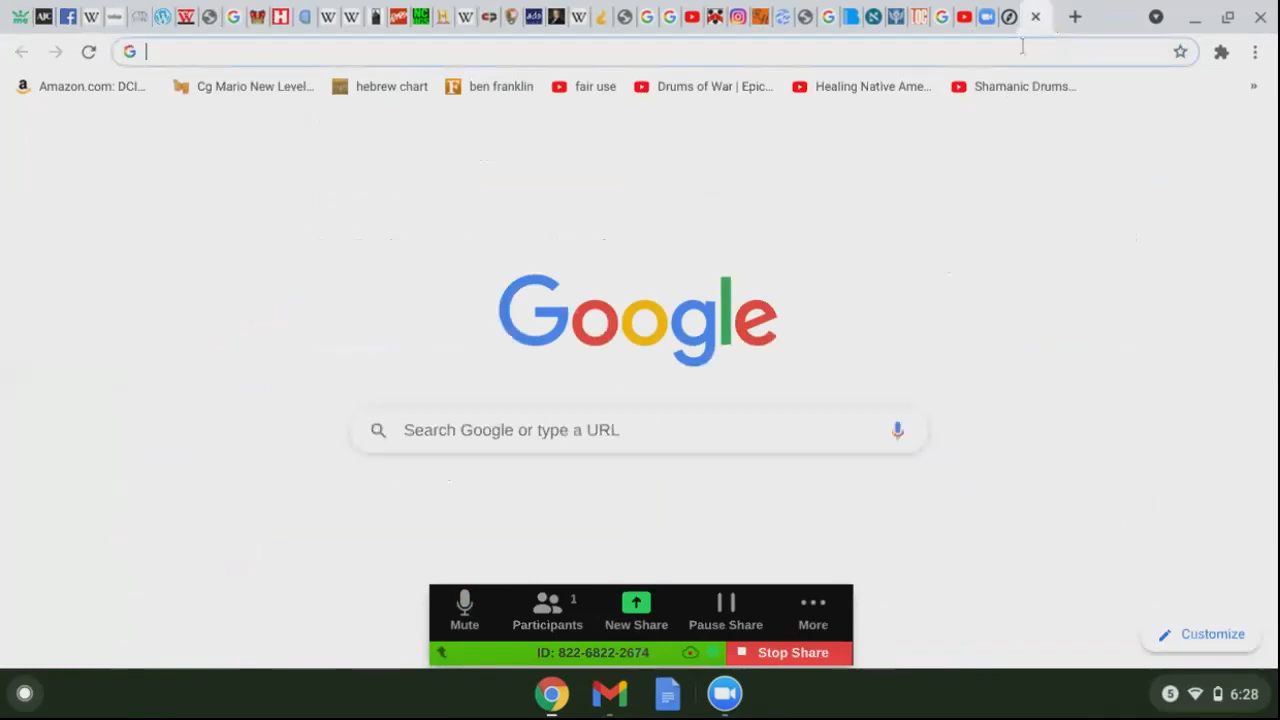 Amazon.com: DCI... Cg Mario New Level... hebrew chart ben franklin fair use Drums of War | Epic... Healing Native Ame... Shamanic Drums... »
Google
Search Google or type a URL
1
Mute Participants New Share Pause Share More
ID: 822-6822-2674 Stop Share
Customize
5 6:28